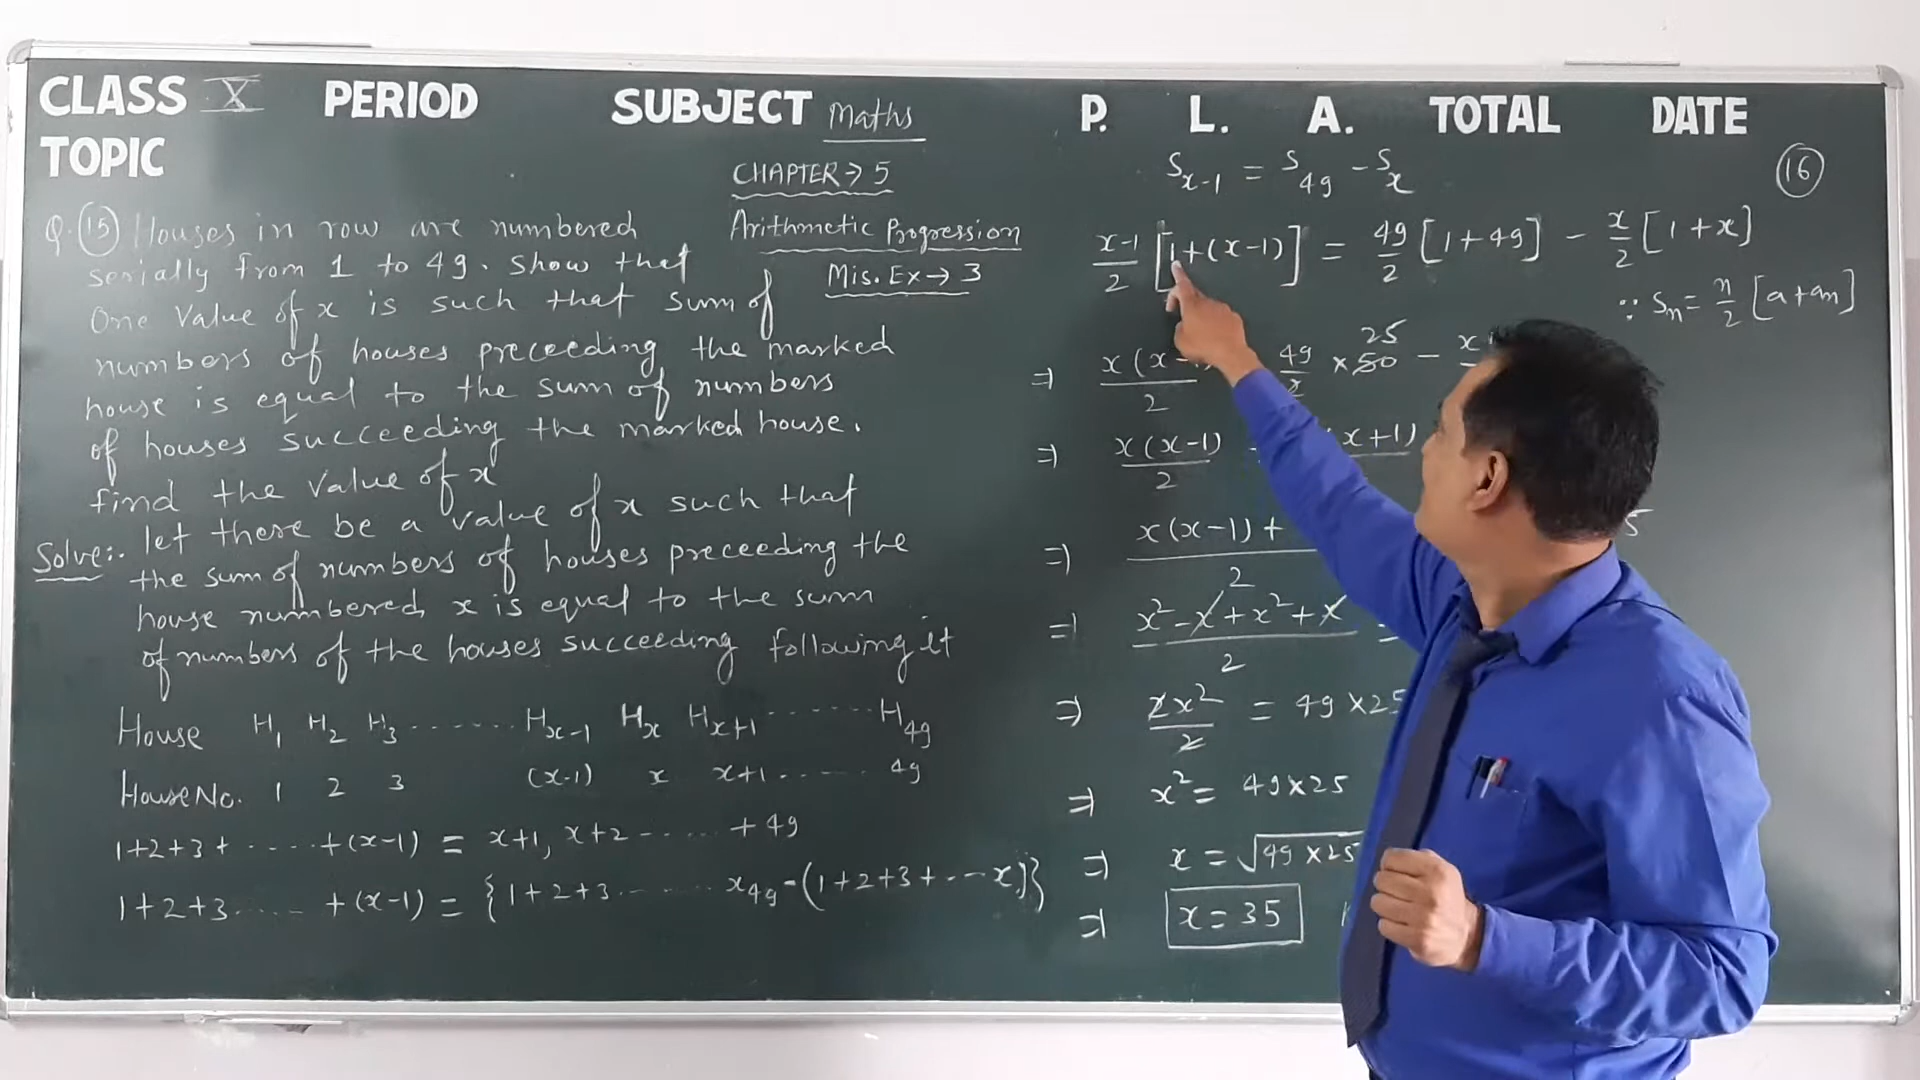 CLASS X PERIOD SUBJECT Maths P. L. A. TOTAL DATE
TOPIC
CHAPTER → 5
Arithmetic Progression
Mis. Ex → 3
Q. (15) Houses in row are numbered
serially from 1 to 49. Show that
One Value of x is such that sum of
numbers of houses preceeding the marked
house is equal to the sum of numbers
of houses succeeding the marked house.
find the value of x
Solve:. let there be a value of x such that
the sum of numbers of houses preceeding the
house numbered x is equal to the sum
of numbers of the houses succeeding following it
House H₁ H₂ H₃ ........ Hₓ₋₁ Hₓ Hₓ₊₁ ....... H₄₉
House No. 1 2 3 (x-1) x x+1 ....... 49
1+2+3+ ...... +(x-1) = x+1, x+2 ...... +49
1+2+3 ...... +(x-1) = {1+2+3 ....... x₄₉-(1+2+3+ --x)}
16
Sₓ₋₁ = S₄₉ - Sₓ
x-1/2 [1+(x-1)] = 49/2 [1+49] - x/2 [1+x]
∵ Sn = n/2 [a+an]
⇒ x(x- /2 49/2 × 50 25 - x
⇒ x(x-1)/2 x+1)
⇒ x(x-1)+ /2 5
⇒ x²-x+x²+x/2 =
⇒ 2x²/2 = 49×25
⇒ x² = 49×25
⇒ x = √49×25
⇒ x = 35